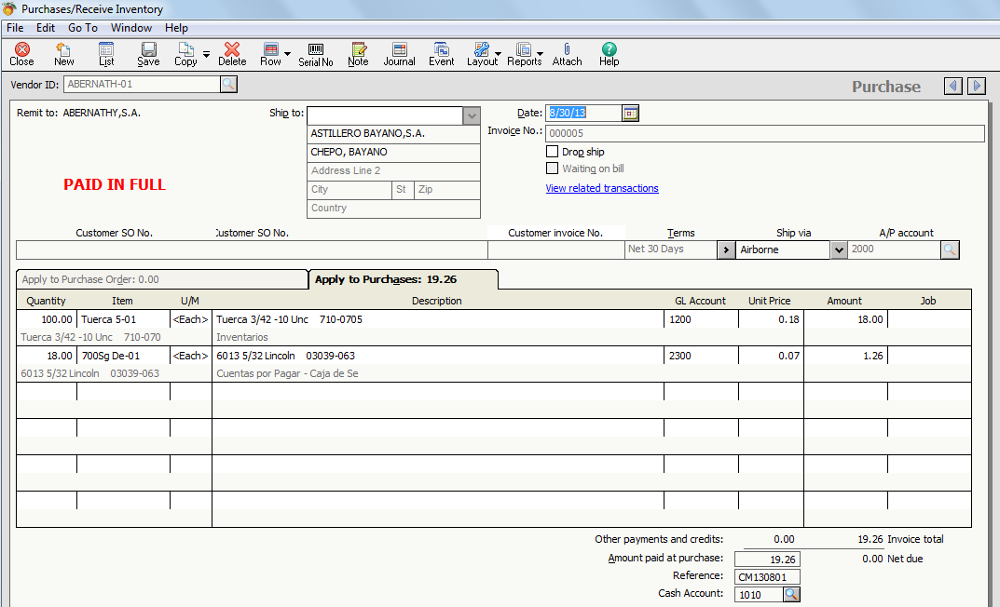 Purchases/Receive Inventory
File Edit Go To Window Help
Close New List Save Copy Delete Row Serial No Note Journal Event Layout Reports Attach Help
Vendor ID: ABERNATH-01 Purchase
Remit to: ABERNATHY,S.A. Ship to: Date: 8/30/13
ASTILLERO BAYANO,S.A. Invoice No.: 000005
CHEPO, BAYANO Drop ship
Address Line 2 Waiting on bill
PAID IN FULL City St Zip View related transactions
Country
Customer SO No. Customer SO No. Customer invoice No. Terms Ship via A/P account
Net 30 Days Airborne 2000
Apply to Purchase Order: 0.00 Apply to Purchases: 19.26
Quantity Item U/M Description GL Account Unit Price Amount Job
100.00 Tuerca 5-01 <Each> Tuerca 3/42 -10 Unc 710-0705 1200 0.18 18.00
Tuerca 3/42 -10 Unc 710-070 Inventarios
18.00 700Sg De-01 <Each> 6013 5/32 Lincoln 03039-063 2300 0.07 1.26
6013 5/32 Lincoln 03039-063 Cuentas por Pagar - Caja de Se
Other payments and credits: 0.00 19.26 Invoice total
Amount paid at purchase: 19.26 0.00 Net due
Reference: CM130801
Cash Account: 1010